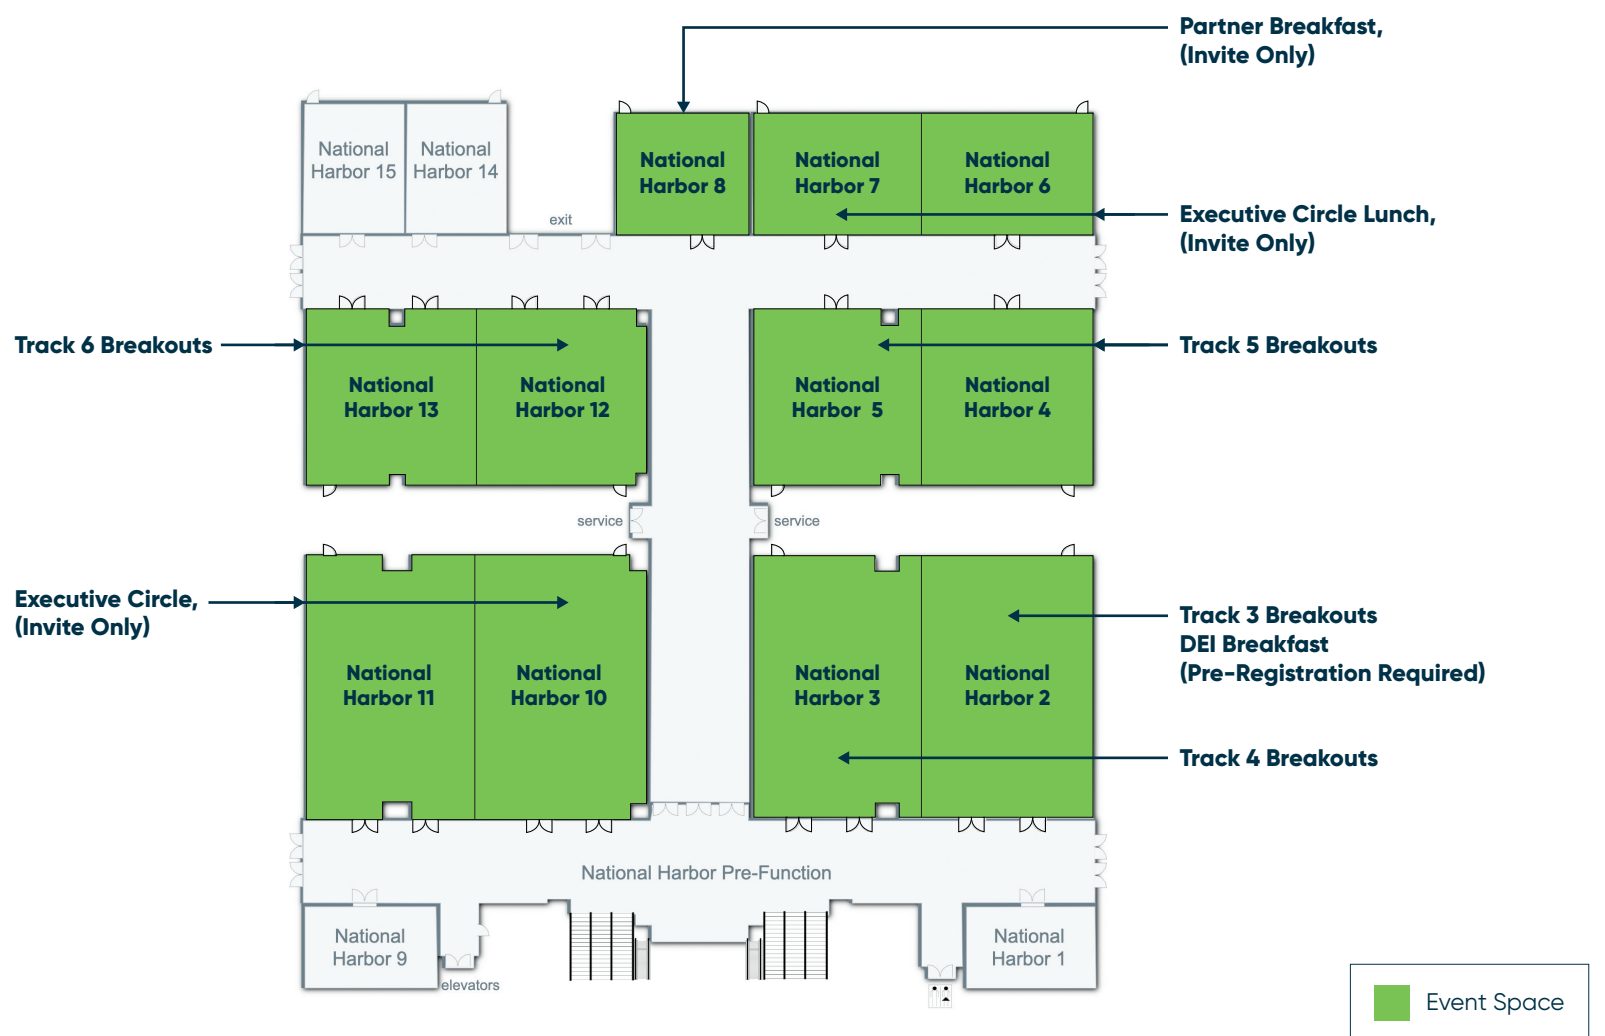 Partner Breakfast,
(Invite Only)
National
Harbor 15
National
Harbor 14
National
Harbor 8
National
Harbor 7
National
Harbor 6
exit
Executive Circle Lunch,
(Invite Only)
Track 6 Breakouts
Track 5 Breakouts
National
Harbor 13
National
Harbor 12
National
Harbor 5
National
Harbor 4
service
service
Executive Circle,
(Invite Only)
Track 3 Breakouts
DEI Breakfast
(Pre-Registration Required)
National
Harbor 11
National
Harbor 10
National
Harbor 3
National
Harbor 2
Track 4 Breakouts
National Harbor Pre-Function
National
Harbor 9
National
Harbor 1
elevators
Event Space